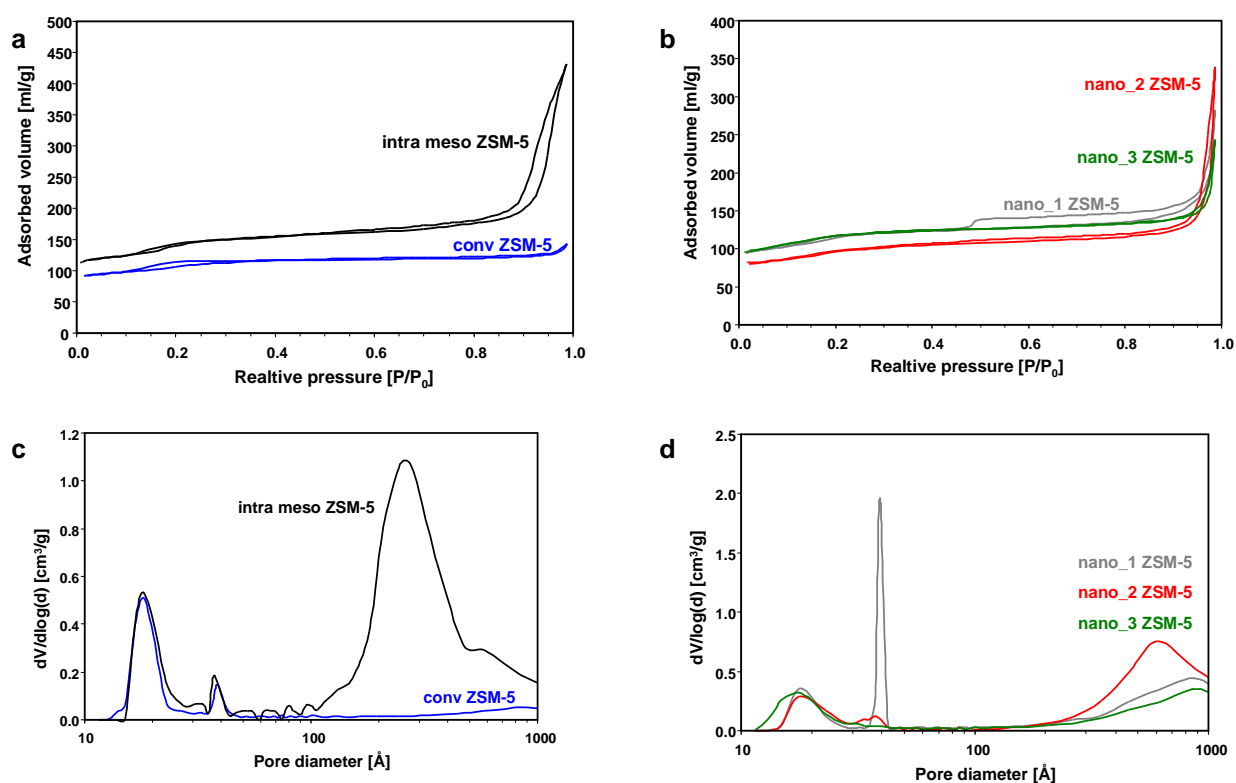 a
500
450
400
350
300
250
200
150
100
50
0
Adsorbed volume [ml/g]
intra meso ZSM-5
conv ZSM-5
0.0 0.2 0.4 0.6 0.8 1.0
Realtive pressure [P/P₀]
b
400
350
300
250
200
150
100
50
0
Adsorbed volume [ml/g]
nano_2 ZSM-5
nano_3 ZSM-5
nano_1 ZSM-5
0.0 0.2 0.4 0.6 0.8 1.0
Realtive pressure [P/P₀]
c
1.2
1.0
0.8
0.6
0.4
0.2
0.0
dV/dlog(d) [cm³/g]
intra meso ZSM-5
conv ZSM-5
10 100 1000
Pore diameter [Å]
d
2.5
2.0
1.5
1.0
0.5
0.0
dV/log(d) [cm³/g]
nano_1 ZSM-5
nano_2 ZSM-5
nano_3 ZSM-5
10 100 1000
Pore diameter [Å]